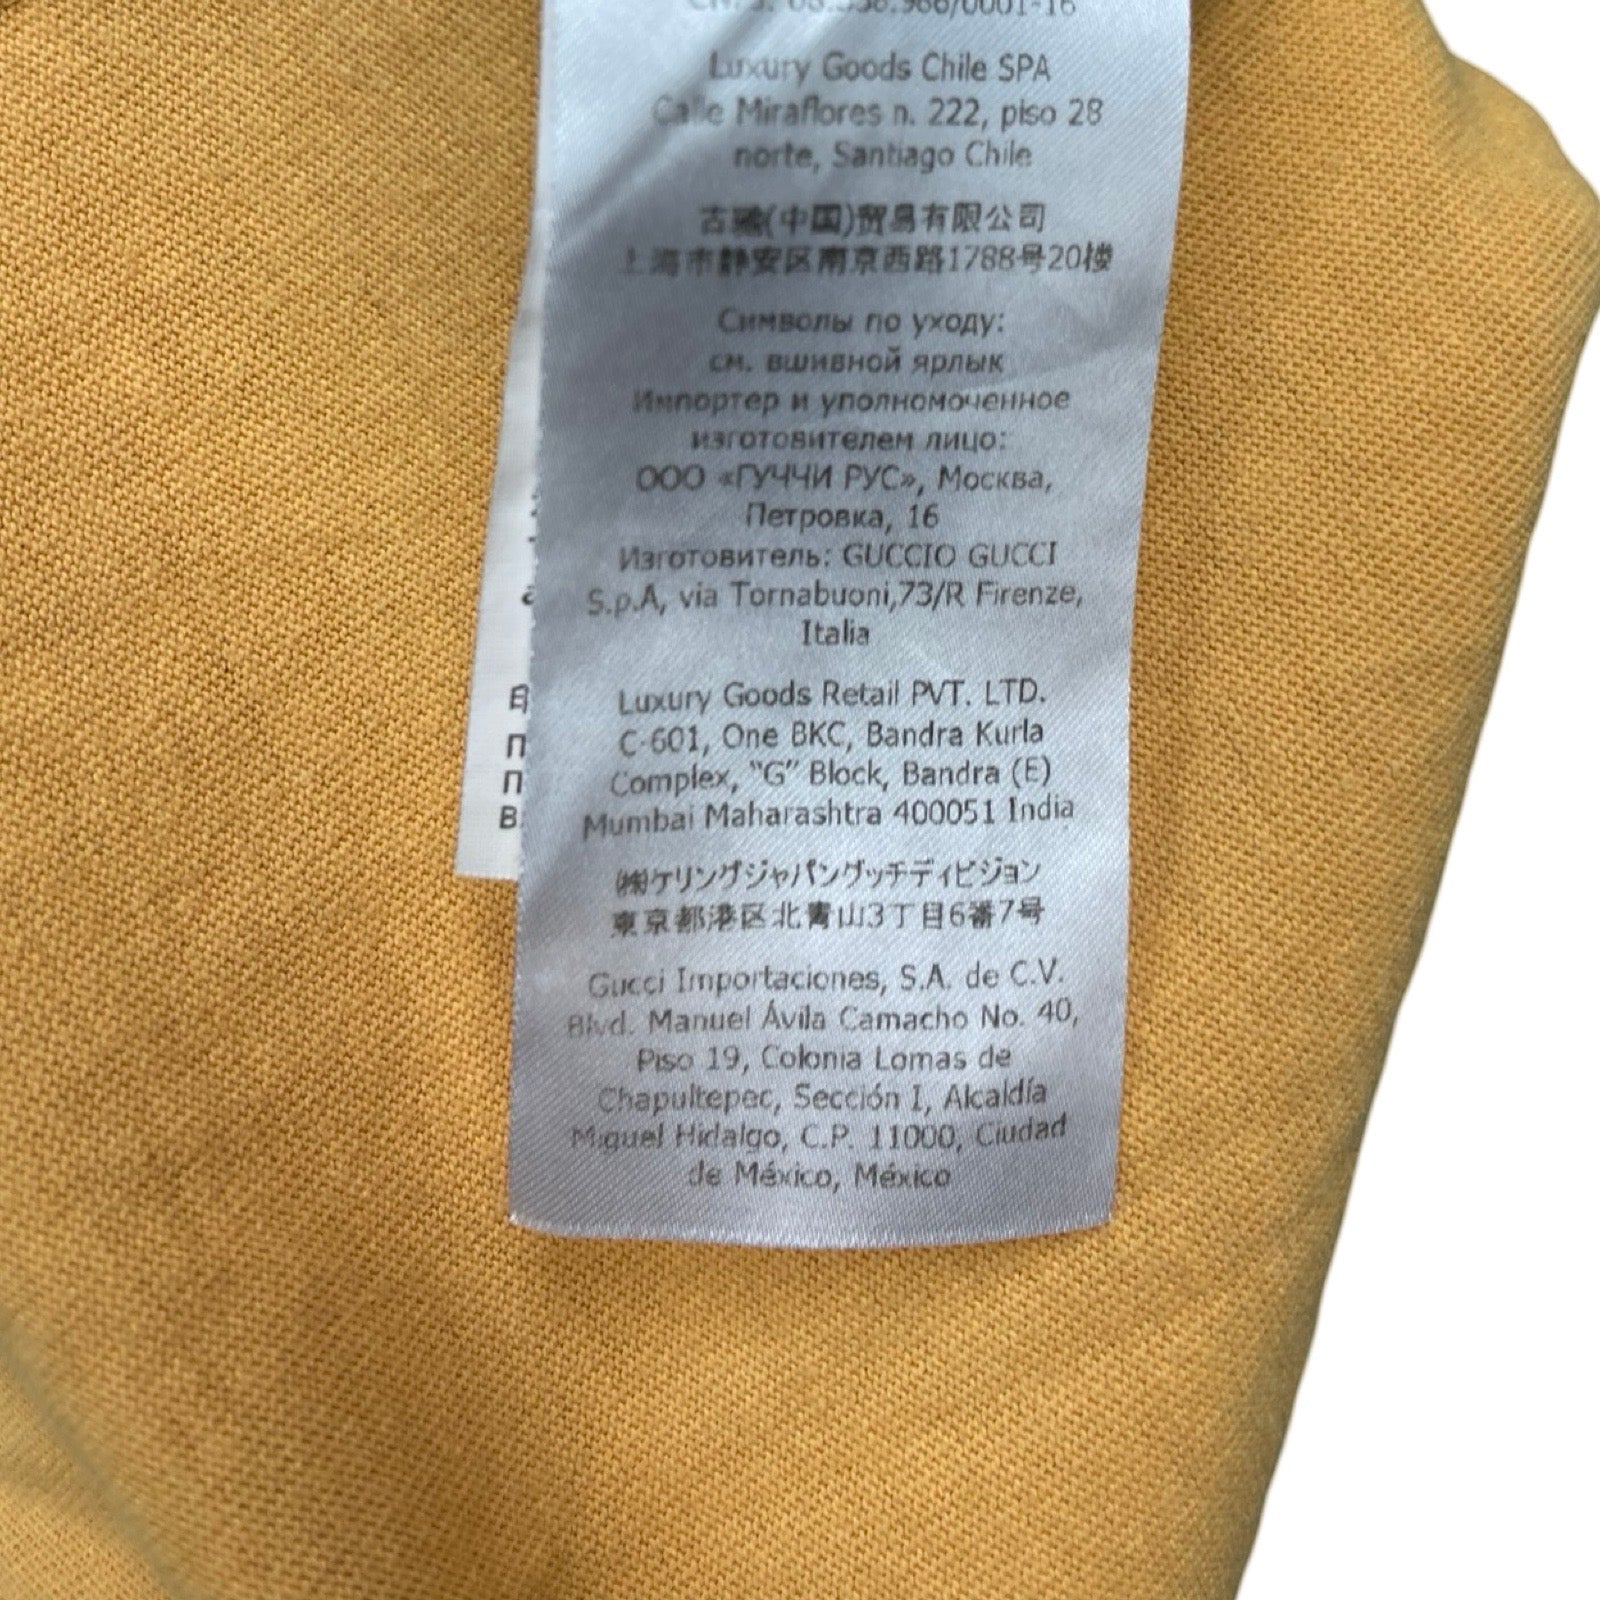 Luxury Goods Chile SPA
Calle Miraflores n. 222, piso 28
norte, Santiago Chile
古驰(中国)贸易有限公司
上海市静安区南京西路1788号20楼
Символы по уходу:
см. вшивной ярлык
Импортер и уполномоченное
изготовителем лицо:
ООО «ГУЧЧИ РУС», Москва,
Петровка, 16
Изготовитель: GUCCIO GUCCI
S.p.A, via Tornabuoni,73/R Firenze,
Italia
Luxury Goods Retail PVT. LTD.
C-601, One BKC, Bandra Kurla
Complex, "G" Block, Bandra (E)
Mumbai Maharashtra 400051 India
㈱ケリングジャパングッチディビジョン
東京都港区北青山3丁目6番7号
Gucci Importaciones, S.A. de C.V.
Blvd. Manuel Ávila Camacho No. 40,
Piso 19, Colonia Lomas de
Chapultepec, Sección I, Alcaldía
Miguel Hidalgo, C.P. 11000, Ciudad
de México, México